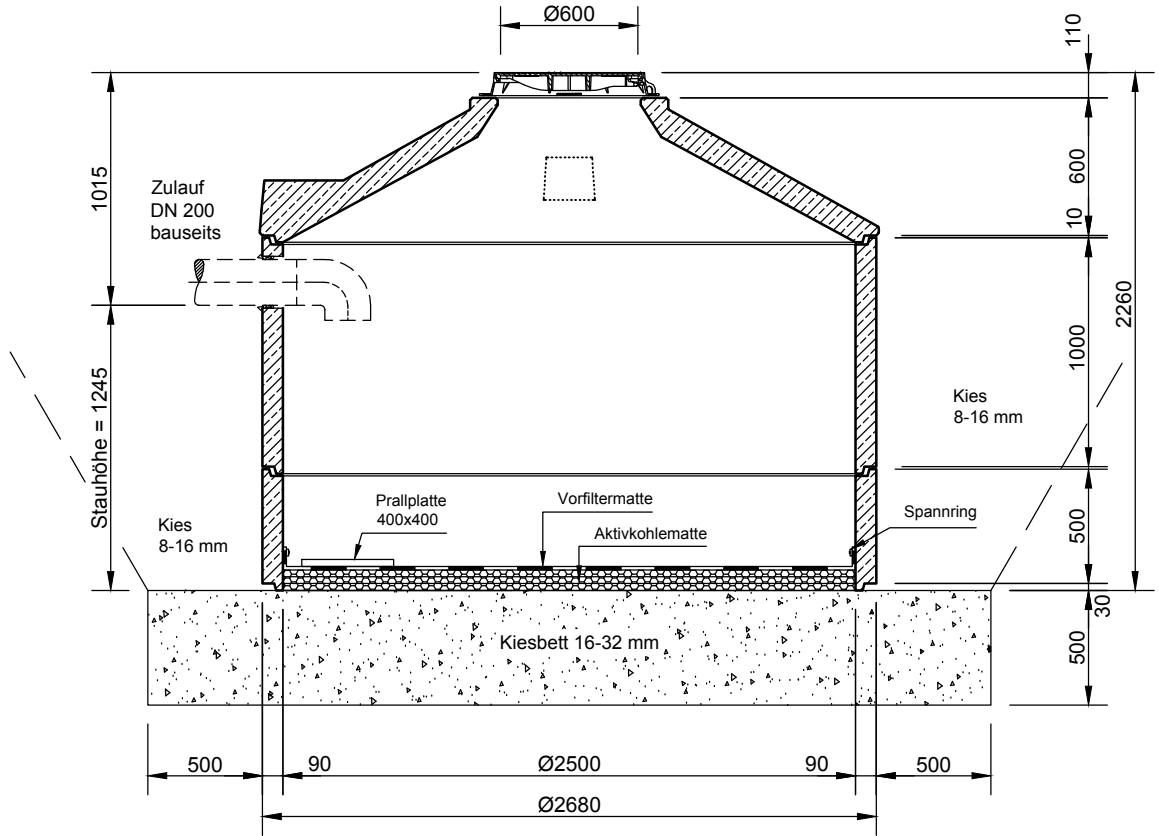 Ø600
110
1015
Zulauf
DN 200
bauseits
600
10
2260
1000
Stauhöhe = 1245
Kies
8-16 mm
Kies
8-16 mm
Prallplatte
400x400
Vorfiltermatte
Aktivkohlematte
Spannring
500
30
Kiesbett 16-32 mm
500
500
90
Ø2500
90
500
Ø2680